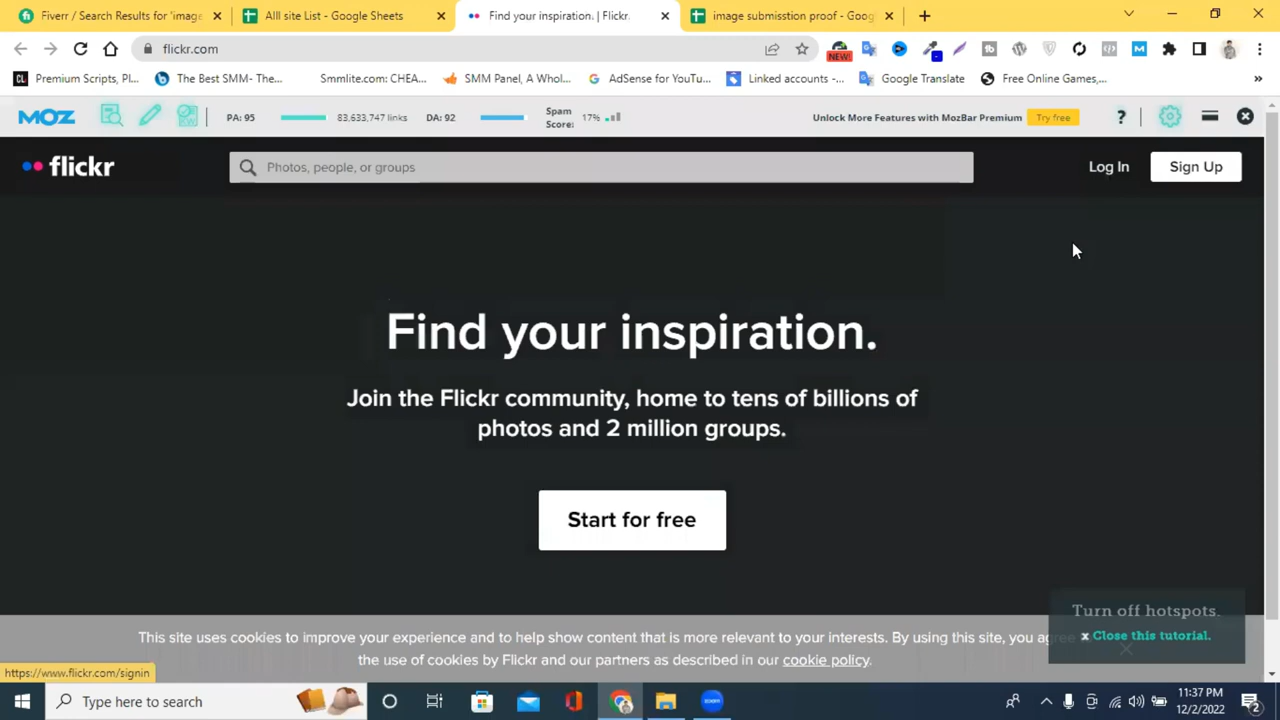 Fiverr / Search Results for 'image
Alll site List - Google Sheets
Find your inspiration. | Flickr
image submisstion proof - Goog
flickr.com
NEW
CL
Premium Scripts, Pl...
The Best SMM- The...
Smmlite.com: CHEA...
SMM Panel, A Whol...
AdSense for YouTu...
Linked accounts -...
Google Translate
Free Online Games,...
MOZ
PA: 95
83,633,747 links
DA: 92
Spam
Score:
17%
Unlock More Features with MozBar Premium
Try free
?
flickr
Photos, people, or groups
Log In
Sign Up
Find your inspiration.
Join the Flickr community, home to tens of billions of
photos and 2 million groups.
Start for free
Turn off hotspots.
x Close this tutorial.
This site uses cookies to improve your experience and to help show content that is more relevant to your interests. By using this site, you agree
the use of cookies by Flickr and our partners as described in our cookie policy.
https://www.flickr.com/signin
Type here to search
zoom
11:37 PM
12/2/2022
2